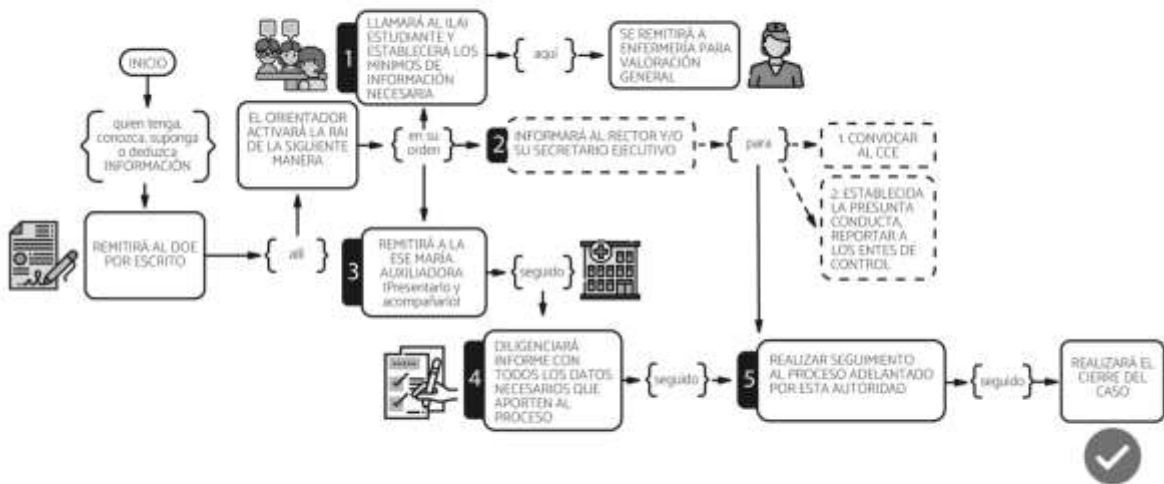 INICIO
quien tenga,
conozca, suponga
o deduzca
INFORMACIÓN
REMITIRÁ AL DOE
POR ESCRITO
allí
EL ORIENTADOR
ACTIVARÁ LA RAI
DE LA SIGUIENTE
MANERA
en su
orden
1
LLAMARÁ AL (LA)
ESTUDIANTE Y
ESTABLECERÁ LOS
MÍNIMOS DE
INFORMACIÓN
NECESARIA
aquí
SE REMITIRÁ A
ENFERMERÍA PARA
VALORACIÓN
GENERAL
2
INFORMARÁ AL RECTOR Y/O
SU SECRETARIO EJECUTIVO
para
1. CONVOCAR
AL CCE
2. ESTABLECIDA
LA PRESUNTA
CONDUCTA,
REPORTAR A
LOS ENTES DE
CONTROL
3
REMITIRÁ A LA
ESE MARÍA
AUXILIADORA
(Presentarlo y
acompañarlo)
seguido
4
DILIGENCIARÁ
INFORME CON
TODOS LOS DATOS
NECESARIOS QUE
APORTEN AL
PROCESO
seguido
5
REALIZAR SEGUIMIENTO
AL PROCESO ADELANTADO
POR ESTA AUTORIDAD
seguido
REALIZARÁ EL
CIERRE DEL
CASO